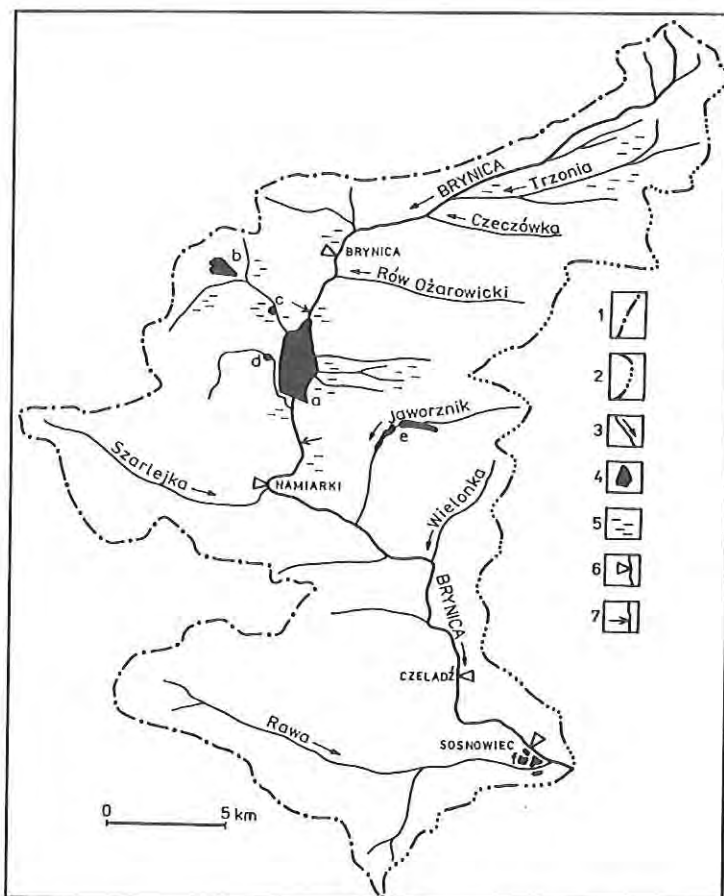 BRYNICA
Trzonia
Czeczówka
BRYNICA
Rów Ożarowicki
b
c
d
a
Jaworznik
e
Szarlejka
NAMIARKI
Wielonka
BRYNICA
CZELADŹ
Rawa
SOSNOWIEC
f
0 5 km
1
2
3
4
5
6
7